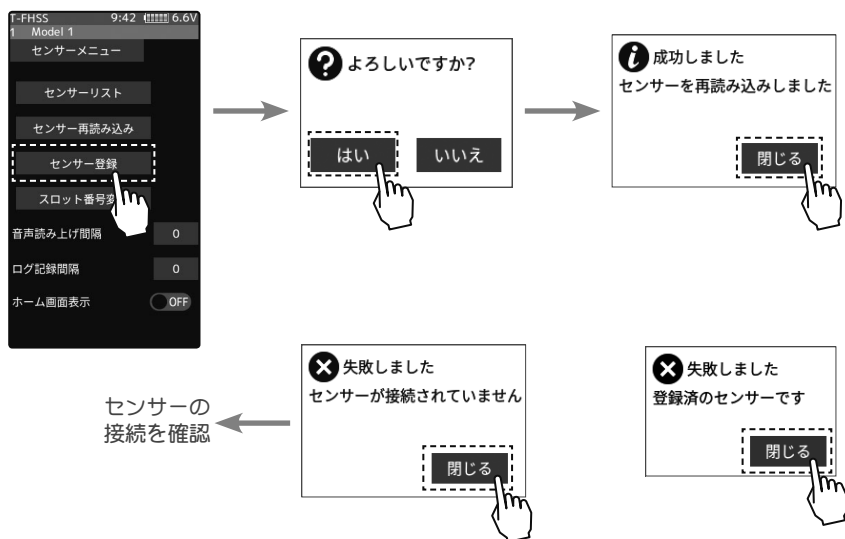 T-FHSS 9:42 6.6V
1 Model 1
センサーメニュー
センサーリスト
センサー再読み込み
センサー登録
スロット番号変
音声読み上げ間隔 0
ログ記録間隔 0
ホーム画面表示 OFF
よろしいですか?
はい いいえ
成功しました
センサーを再読み込みしました
閉じる
センサーの
接続を確認
失敗しました
センサーが接続されていません
閉じる
失敗しました
登録済のセンサーです
閉じる